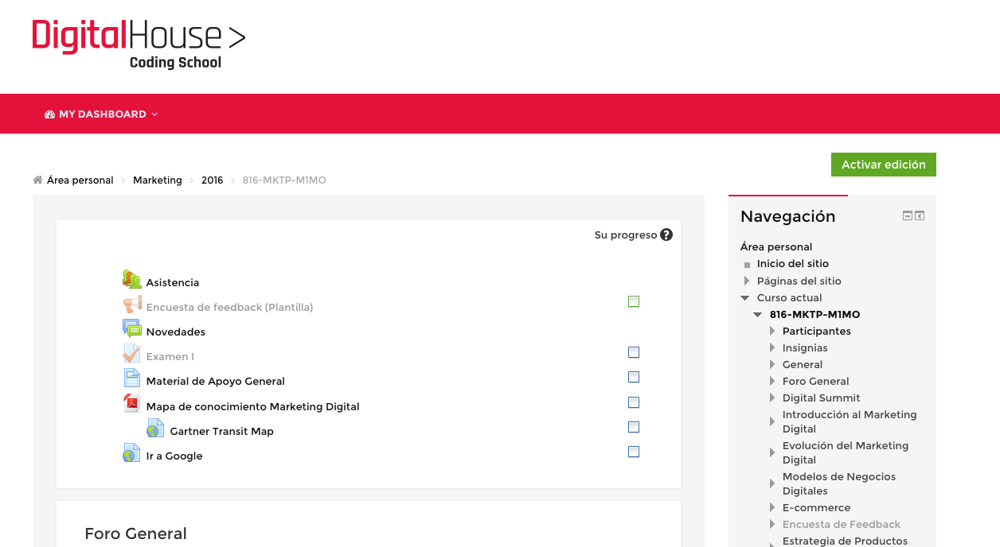 DigitalHouse >
Coding School
MY DASHBOARD
Activar edición
Área personal > Marketing > 2016 > 816-MKTP-M1MO
Su progreso
Asistencia
Encuesta de feedback (Plantilla)
Novedades
Examen I
Material de Apoyo General
Mapa de conocimiento Marketing Digital
Gartner Transit Map
Ir a Google
Foro General
Navegación
Área personal
Inicio del sitio
Páginas del sitio
Curso actual
816-MKTP-M1MO
Participantes
Insignias
General
Foro General
Digital Summit
Introducción al Marketing
Digital
Evolución del Marketing
Digital
Modelos de Negocios
Digitales
E-commerce
Encuesta de Feedback
Estrategia de Productos